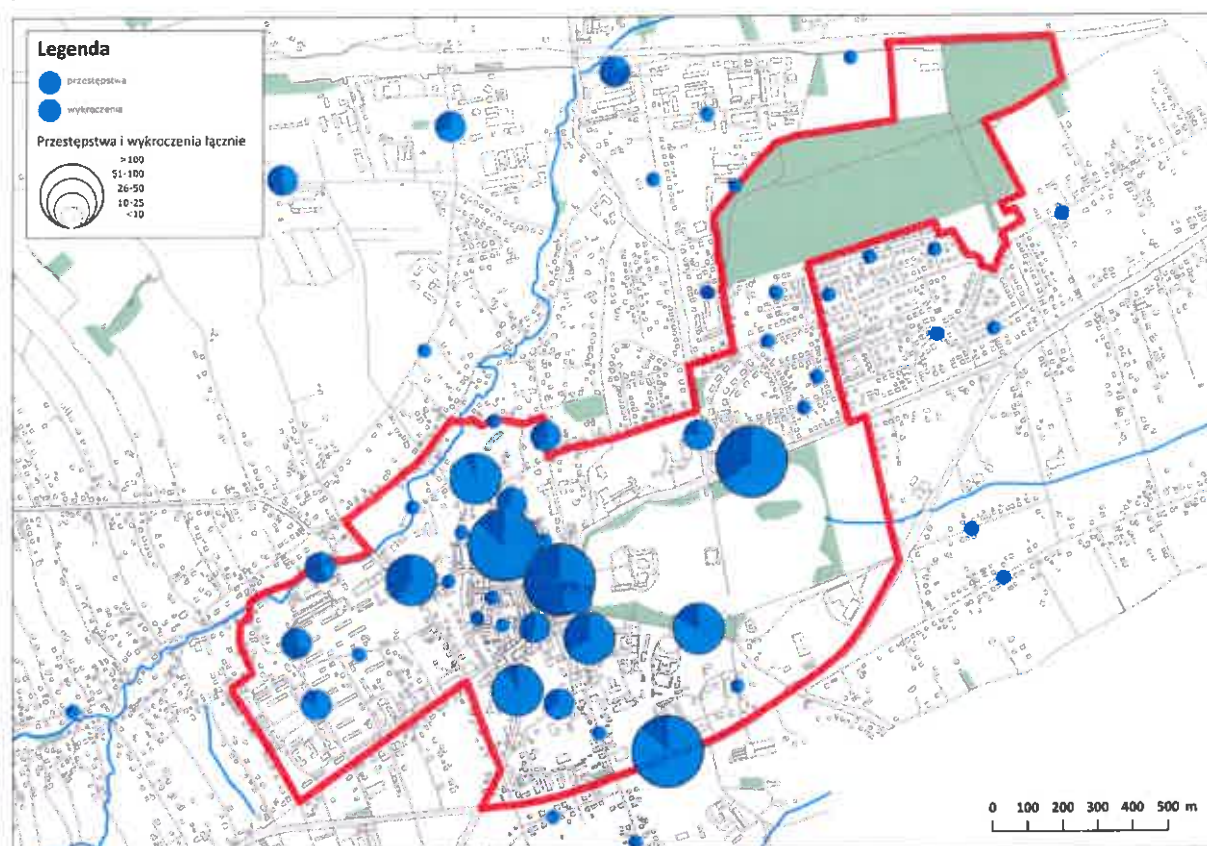 Legenda
przestępstwa
wykroczenia
Przestępstwa i wykroczenia łącznie
>100
51-100
26-50
10-25
<10
0 100 200 300 400 500 m